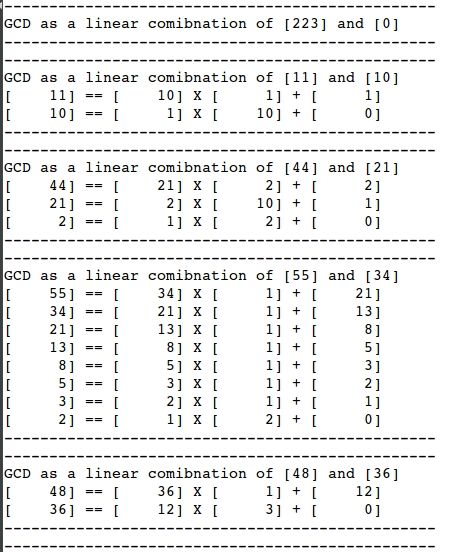 ------------------------------------------------
GCD as a linear comibnation of [223] and [0]
------------------------------------------------
------------------------------------------------
GCD as a linear comibnation of [11] and [10]
[    11] == [    10] X [     1] + [     1]
[    10] == [     1] X [    10] + [     0]
------------------------------------------------
------------------------------------------------
GCD as a linear comibnation of [44] and [21]
[    44] == [    21] X [     2] + [     2]
[    21] == [     2] X [    10] + [     1]
[     2] == [     1] X [     2] + [     0]
------------------------------------------------
------------------------------------------------
GCD as a linear comibnation of [55] and [34]
[    55] == [    34] X [     1] + [    21]
[    34] == [    21] X [     1] + [    13]
[    21] == [    13] X [     1] + [     8]
[    13] == [     8] X [     1] + [     5]
[     8] == [     5] X [     1] + [     3]
[     5] == [     3] X [     1] + [     2]
[     3] == [     2] X [     1] + [     1]
[     2] == [     1] X [     2] + [     0]
------------------------------------------------
------------------------------------------------
GCD as a linear comibnation of [48] and [36]
[    48] == [    36] X [     1] + [    12]
[    36] == [    12] X [     3] + [     0]
------------------------------------------------
------------------------------------------------